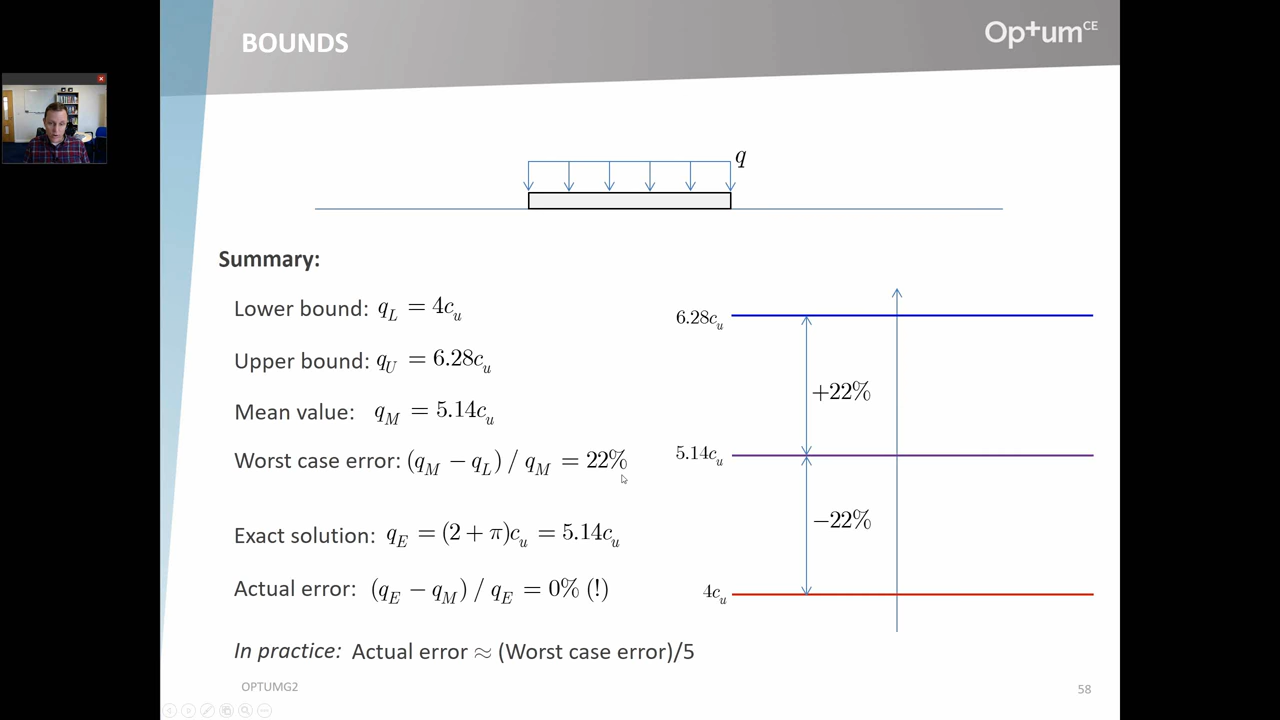 BOUNDS
Optum CE
q
Summary:
Lower bound: q_L = 4c_u
Upper bound: q_U = 6.28c_u
Mean value: q_M = 5.14c_u
Worst case error: (q_M − q_L) / q_M = 22%
Exact solution: q_E = (2 + π)c_u = 5.14c_u
Actual error: (q_E − q_M) / q_E = 0% (!)
In practice: Actual error ≈ (Worst case error)/5
6.28c_u
+22%
5.14c_u
−22%
4c_u
OPTUMG2
58